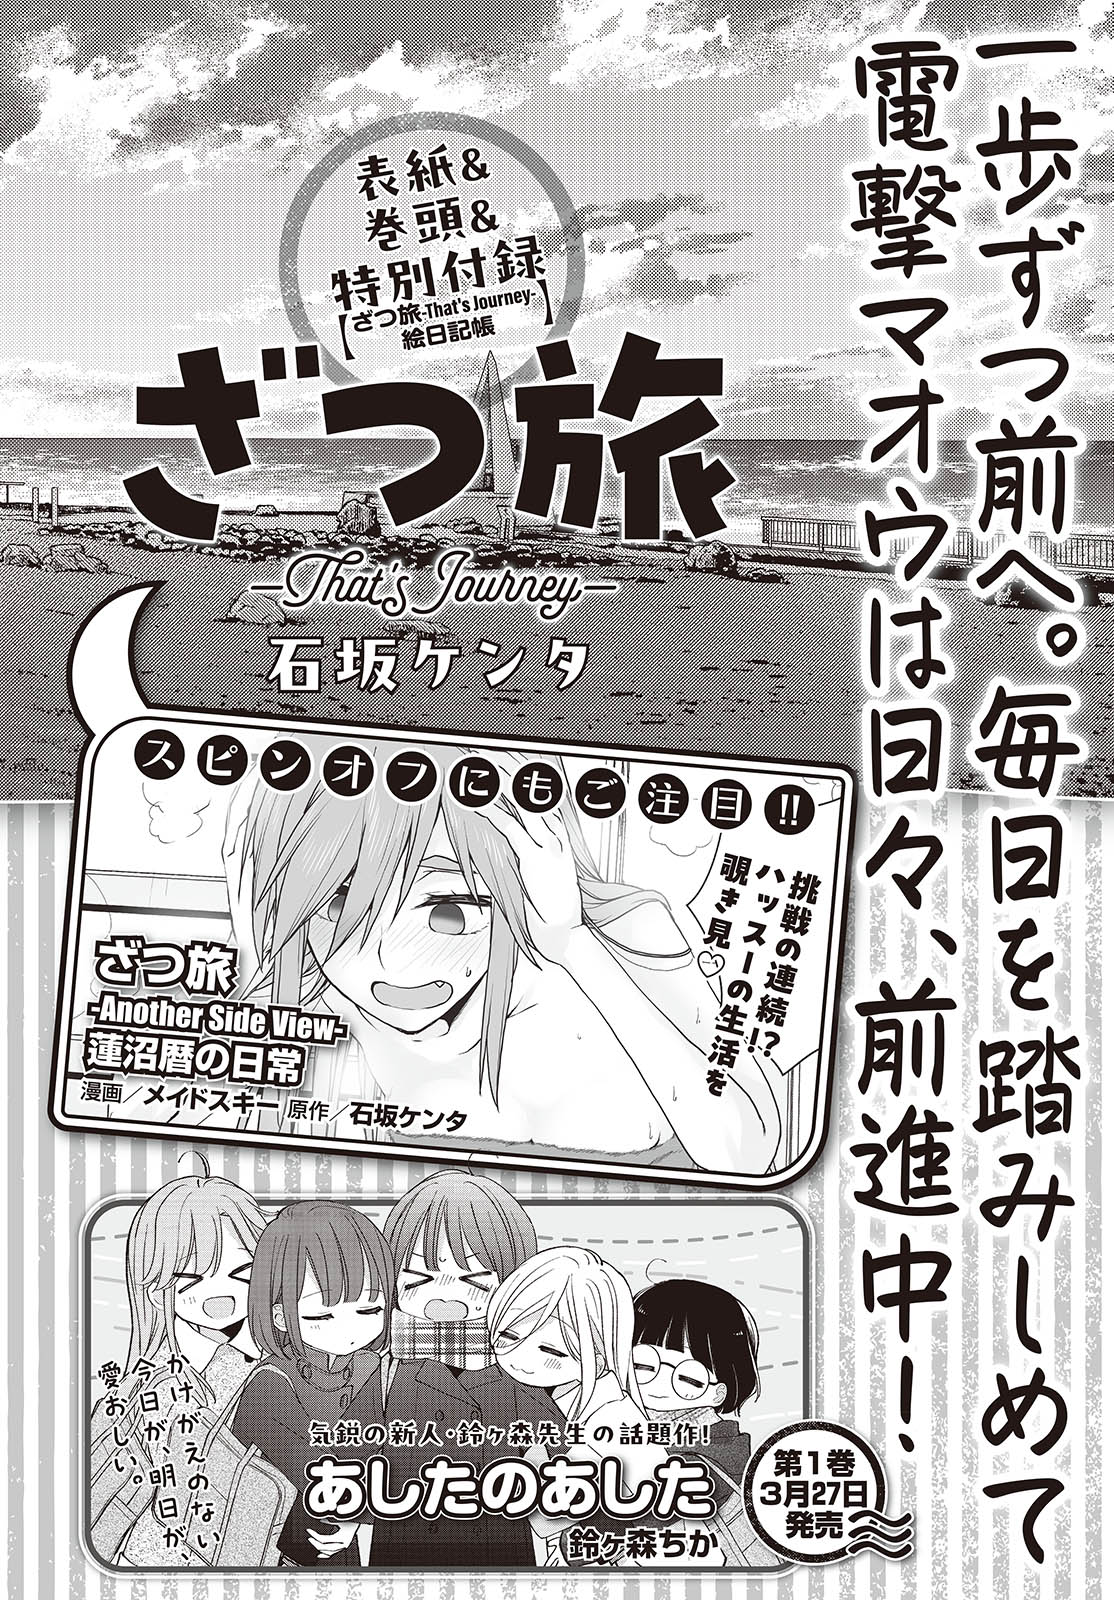 一歩ずつ前へ。毎日を踏みしめて
電撃マオウは日々、前進中!
表紙&
巻頭&
特別付録
【ざつ旅-That's Journey-
絵日記帳】
ざつ旅
-That's Journey-
石坂ケンタ
スピンオフにもご注目!!
挑戦の連続!?
ハッスーの生活を
覗き見♡
ざつ旅
-Another Side View-
蓮沼暦の日常
漫画/メイドスキー 原作/石坂ケンタ
かけがえのない
今日が、明日が、
愛おしい。
気鋭の新人・鈴ヶ森先生の話題作!
あしたのあした
鈴ヶ森ちか
第1巻
3月27日
発売